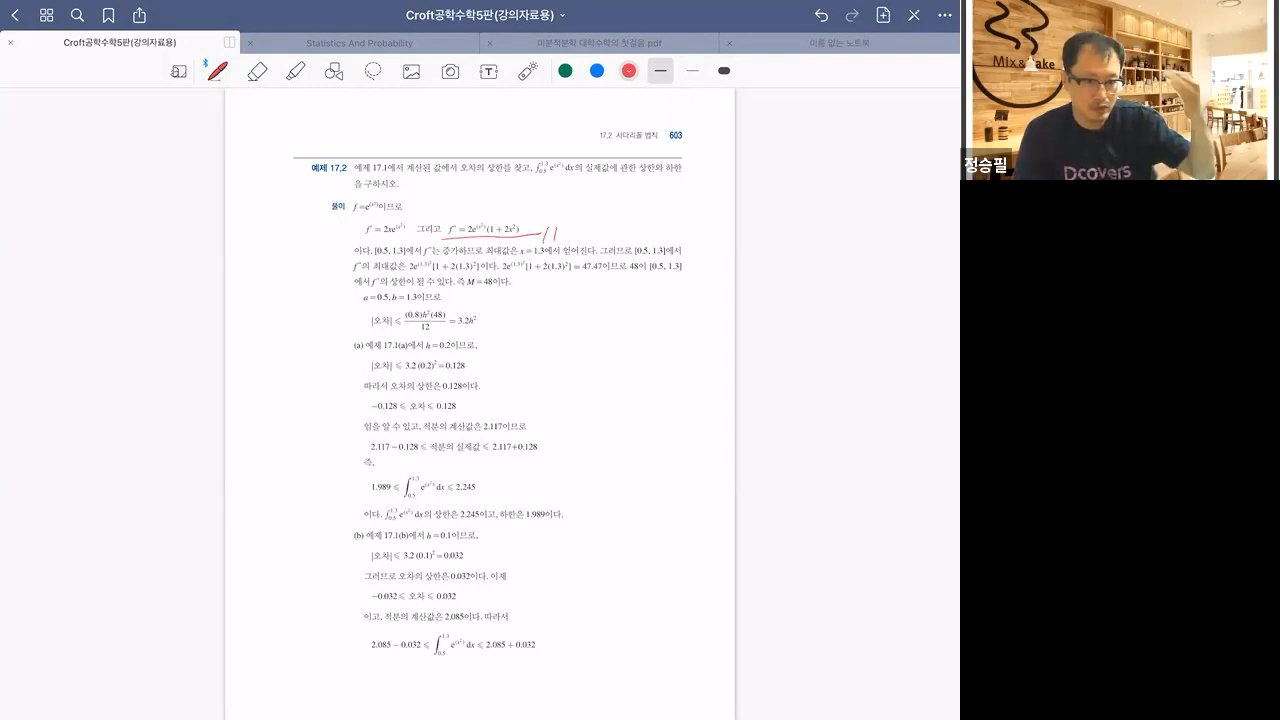 Croft공학수학5판(강의자료용)
Croft공학수학5판(강의자료용)
Statistics And Probability
미분적분학 대학수학의 첫걸음 pdf
이름 없는 노트북
Mix&
정승필
Dcovers
17.2 사다리꼴 법칙 603
예제 17.2 예제 17.1에서 계산된 값에서 오차의 상한를 찾고, ∫_{0.5}^{1.3} e^{(x²)} dx의 실제값에 관한 상한와 하한
을 구하시오.
풀이 f = e^{(x²)}이므로
f′ = 2xe^{(x²)} 그리고 f″ = 2e^{(x²)}(1 + 2x²)
이다. [0.5, 1.3]에서 f″는 증가하므로 최대값은 x = 1.3에서 얻어진다. 그러므로 [0.5, 1.3]에서
f″의 최대값은 2e^{(1.3)²}[1 + 2(1.3)²]이다. 2e^{(1.3)²}[1 + 2(1.3)²] = 47.47이므로 48이 [0.5, 1.3]
에서 f″의 상한이 될 수 있다. 즉 M = 48이다.
a = 0.5, b = 1.3이므로
|오차| ⩽ (0.8)h²(48)/12 = 3.2h²
(a) 예제 17.1(a)에서 h = 0.2이므로,
|오차| ⩽ 3.2 (0.2)² = 0.128
따라서 오차의 상한은 0.128이다.
−0.128 ⩽ 오차 ⩽ 0.128
임을 알 수 있고, 적분의 계산값은 2.117이므로
2.117 − 0.128 ⩽ 적분의 실제값 ⩽ 2.117+0.128
즉,
1.989 ⩽ ∫_{0.5}^{1.3} e^{(x²)} dx ⩽ 2.245
이다. ∫_{0.5}^{1.3} e^{(x²)} dx의 상한은 2.245이고, 하한은 1.989이다.
(b) 예제 17.1(b)에서 h = 0.1이므로,
|오차| ⩽ 3.2 (0.1)² = 0.032
그러므로 오차의 상한은 0.032이다. 이제
−0.032 ⩽ 오차 ⩽ 0.032
이고, 적분의 계산값은 2.085이다. 따라서
2.085 − 0.032 ⩽ ∫_{0.5}^{1.3} e^{(x²)} dx ⩽ 2.085 + 0.032